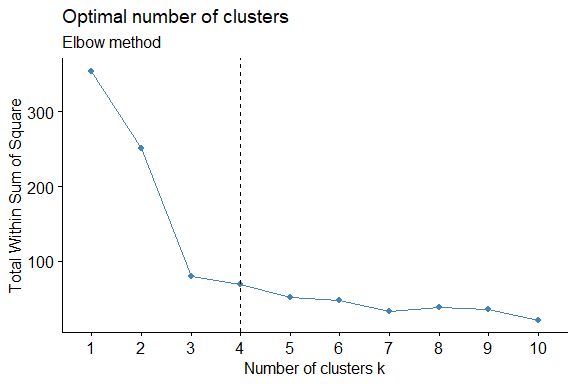 Optimal number of clusters
Elbow method
Total Within Sum of Square
300
200
100
1 2 3 4 5 6 7 8 9 10
Number of clusters k